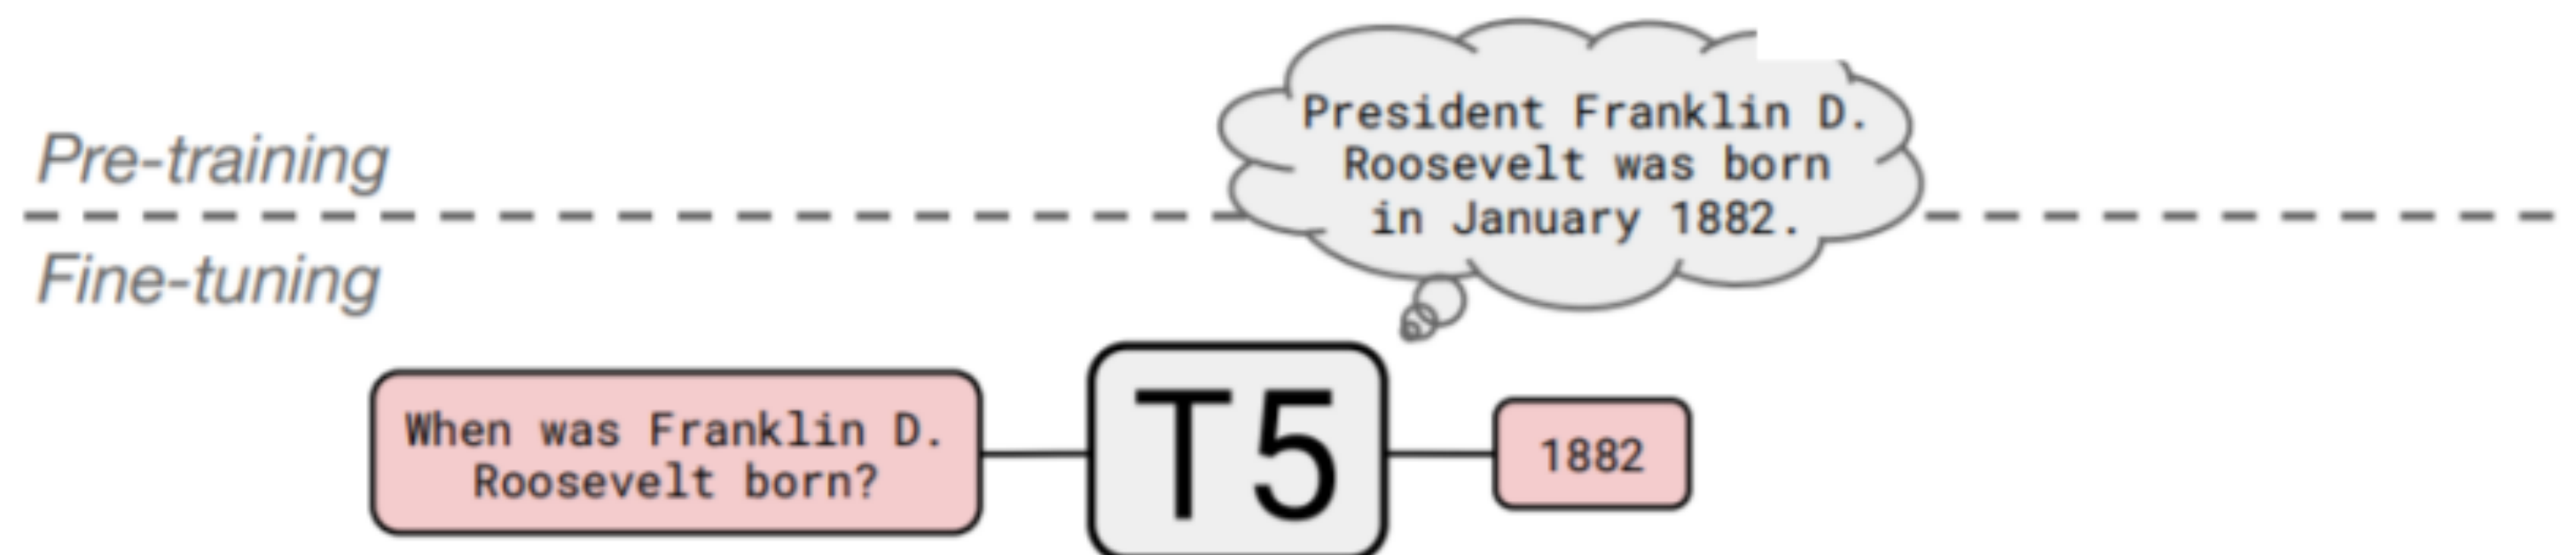 Pre-training
Fine-tuning
President Franklin D.
Roosevelt was born
in January 1882.
When was Franklin D.
Roosevelt born?
T5
1882